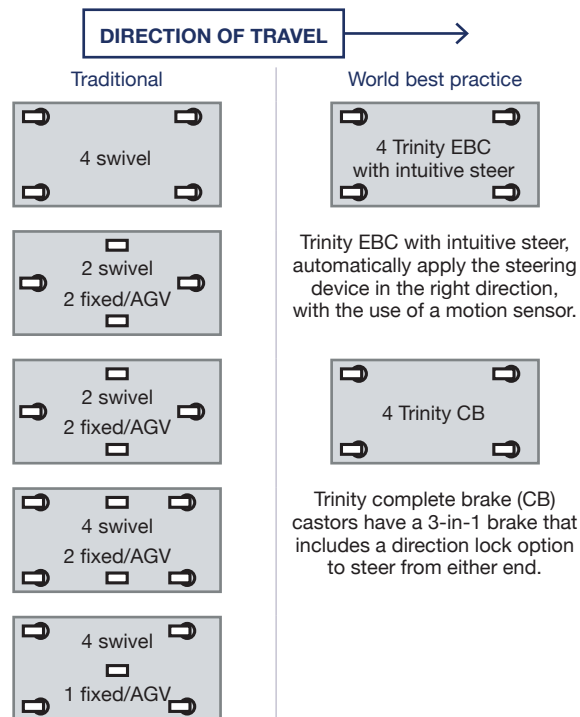 DIRECTION OF TRAVEL
Traditional
4 swivel
2 swivel
2 fixed/AGV
2 swivel
2 fixed/AGV
4 swivel
2 fixed/AGV
4 swivel
1 fixed/AGV
World best practice
4 Trinity EBC
with intuitive steer
Trinity EBC with intuitive steer,
automatically apply the steering
device in the right direction,
with the use of a motion sensor.
4 Trinity CB
Trinity complete brake (CB)
castors have a 3-in-1 brake that
includes a direction lock option
to steer from either end.